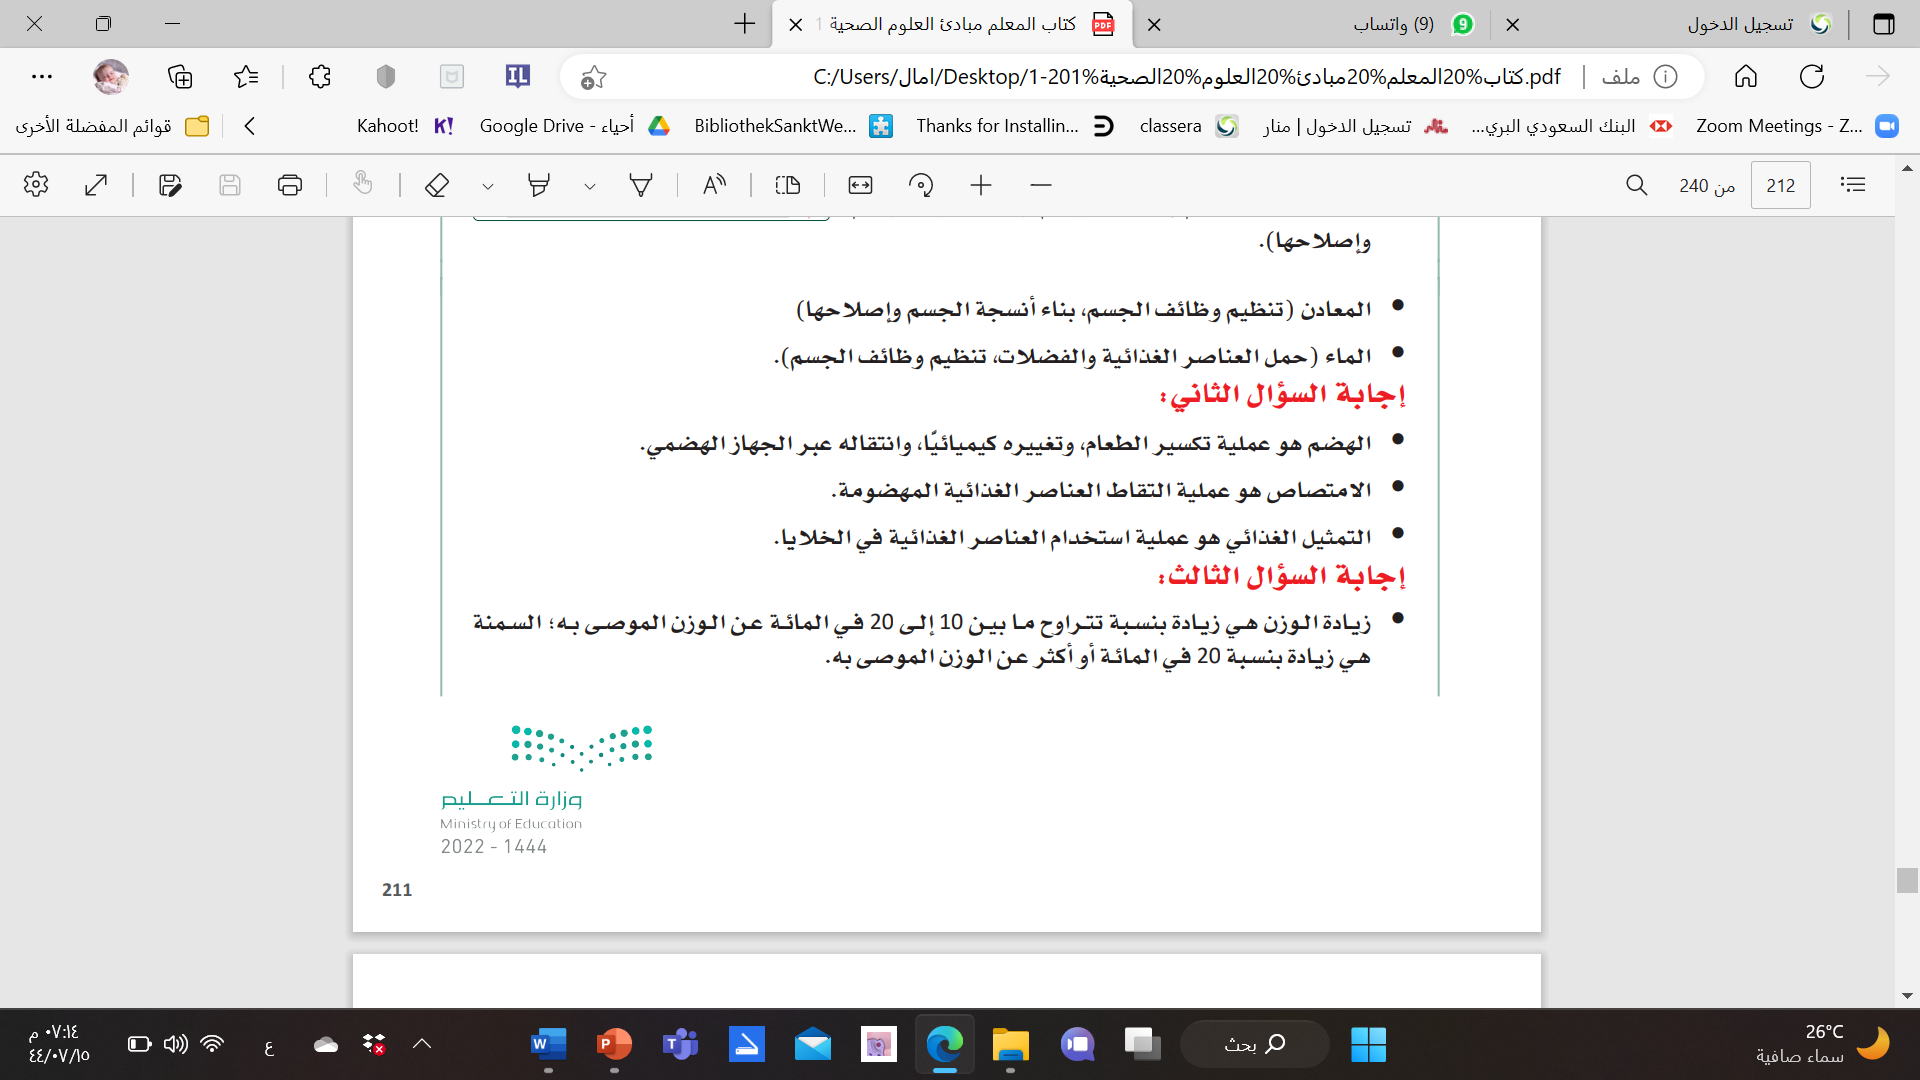 تسجيل الدخول
(9) واتساب
كتاب المعلم مبادئ العلوم الصحية 1
ملف
C:/Users/امال/Desktop/1-201%كتاب%20المعلم%20مبادئ%20العلوم%20الصحية.pdf
Zoom Meetings - Z...
البنك السعودي البري...
تسجيل الدخول | منار
classera
Thanks for Installin...
BibliothekSanktWe...
أحياء - Google Drive
Kahoot!
قوائم المفضلة الأخرى
212
من 240
وإصلاحها).
• المعادن (تنظيم وظائف الجسم، بناء أنسجة الجسم وإصلاحها)
• الماء (حمل العناصر الغذائية والفضلات، تنظيم وظائف الجسم).
إجابة السؤال الثاني:
• الهضم هو عملية تكسير الطعام، وتغييره كيميائيًا، وانتقاله عبر الجهاز الهضمي.
• الامتصاص هو عملية التقاط العناصر الغذائية المهضومة.
• التمثيل الغذائي هو عملية استخدام العناصر الغذائية في الخلايا.
إجابة السؤال الثالث:
• زيادة الوزن هي زيادة بنسبة تتراوح ما بين 10 إلى 20 في المائة عن الوزن الموصى به؛ السمنة
هي زيادة بنسبة 20 في المائة أو أكثر عن الوزن الموصى به.
وزارة التعليم
Ministry of Education
2022 - 1444
211
26°C
سماء صافية
بحث
ع
٠٧:١٤ م
٤٤/٠٧/١٥